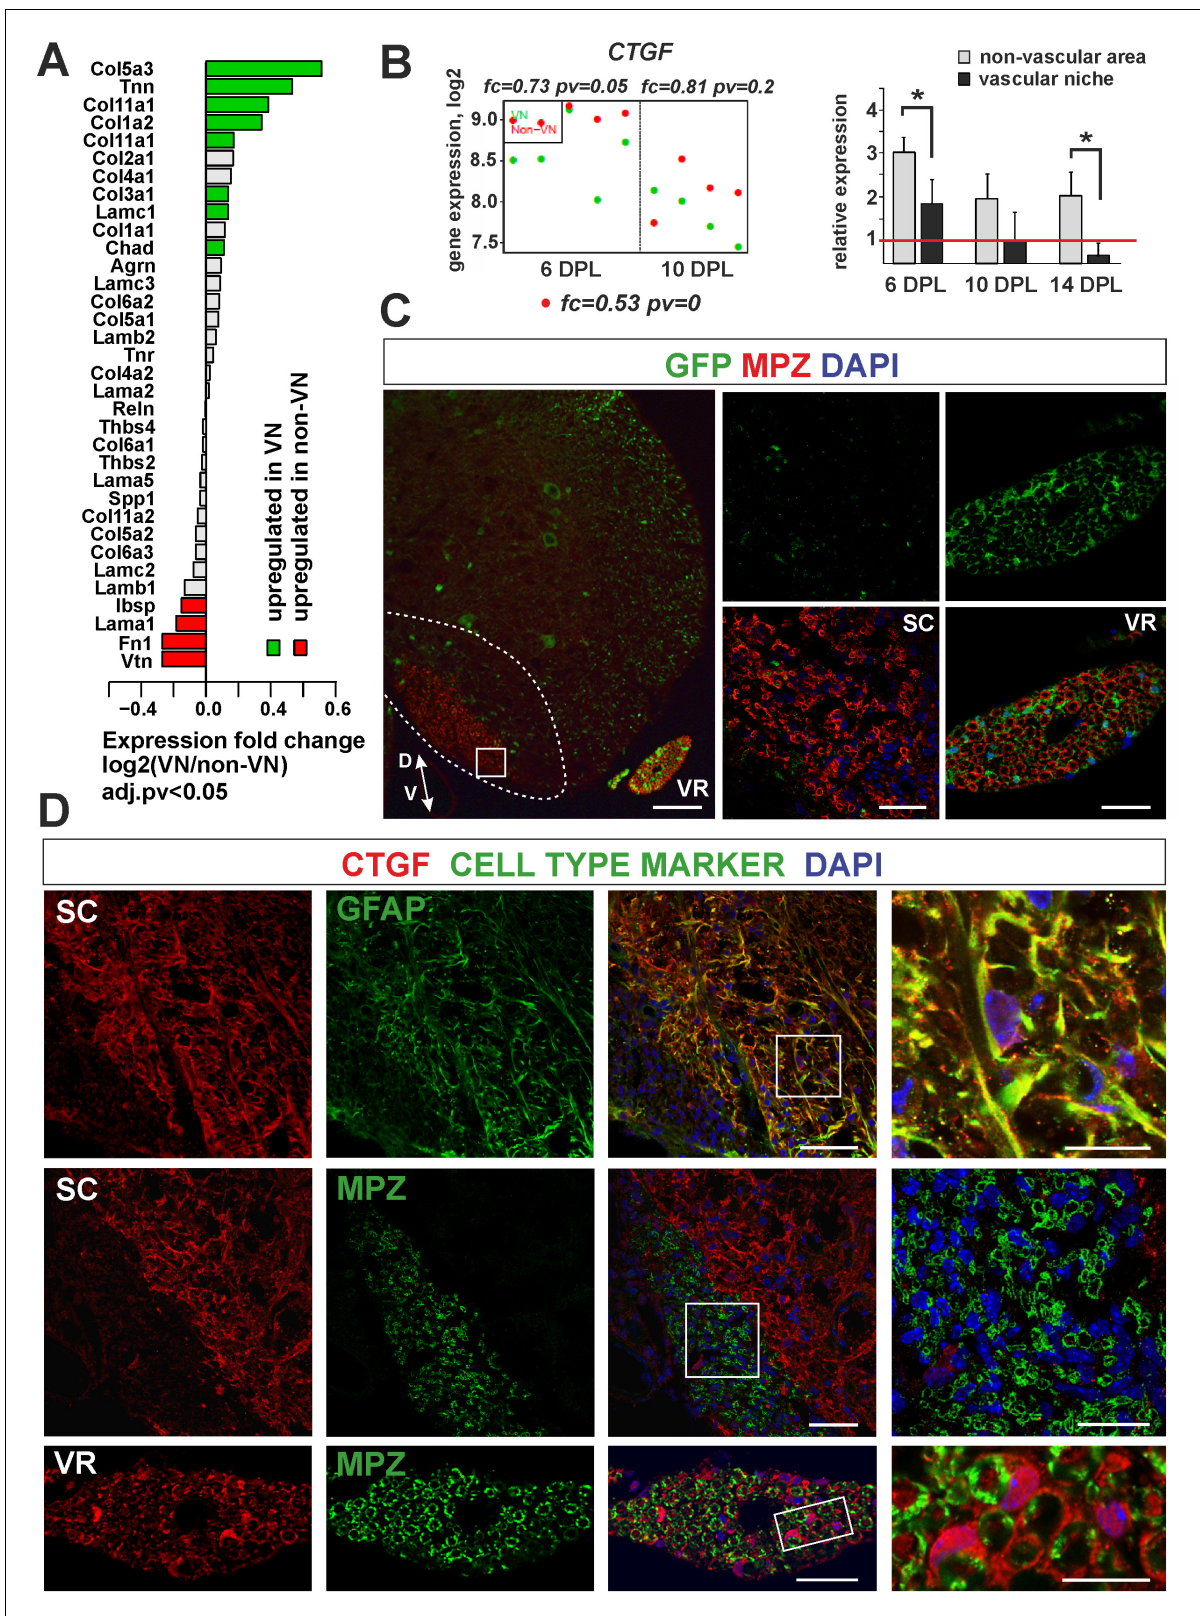 A
Col5a3
Tnn
Col11a1
Col1a2
Col11a1
Col2a1
Col4a1
Col3a1
Lamc1
Col1a1
Chad
Agrn
Lamc3
Col6a2
Col5a1
Lamb2
Tnr
Col4a2
Lama2
Reln
Thbs4
Col6a1
Thbs2
Lama5
Spp1
Col11a2
Col5a2
Col6a3
Lamc2
Lamb1
Ibsp
Lama1
Fn1
Vtn
upregulated in VN
upregulated in non-VN
−0.4 0.0 0.4 0.6
Expression fold change
log2(VN/non-VN)
adj.pv<0.05
B
CTGF
fc=0.73 pv=0.05 fc=0.81 pv=0.2
gene expression, log2
9.0
8.5
8.0
7.5
VN
Non−VN
6 DPL 10 DPL
fc=0.53 pv=0
non-vascular area
vascular niche
relative expression
4
3
2
1
* *
6 DPL 10 DPL 14 DPL
C
GFP MPZ DAPI
D
V
VR
SC
VR
D
CTGF CELL TYPE MARKER DAPI
SC GFAP
SC MPZ
VR MPZ